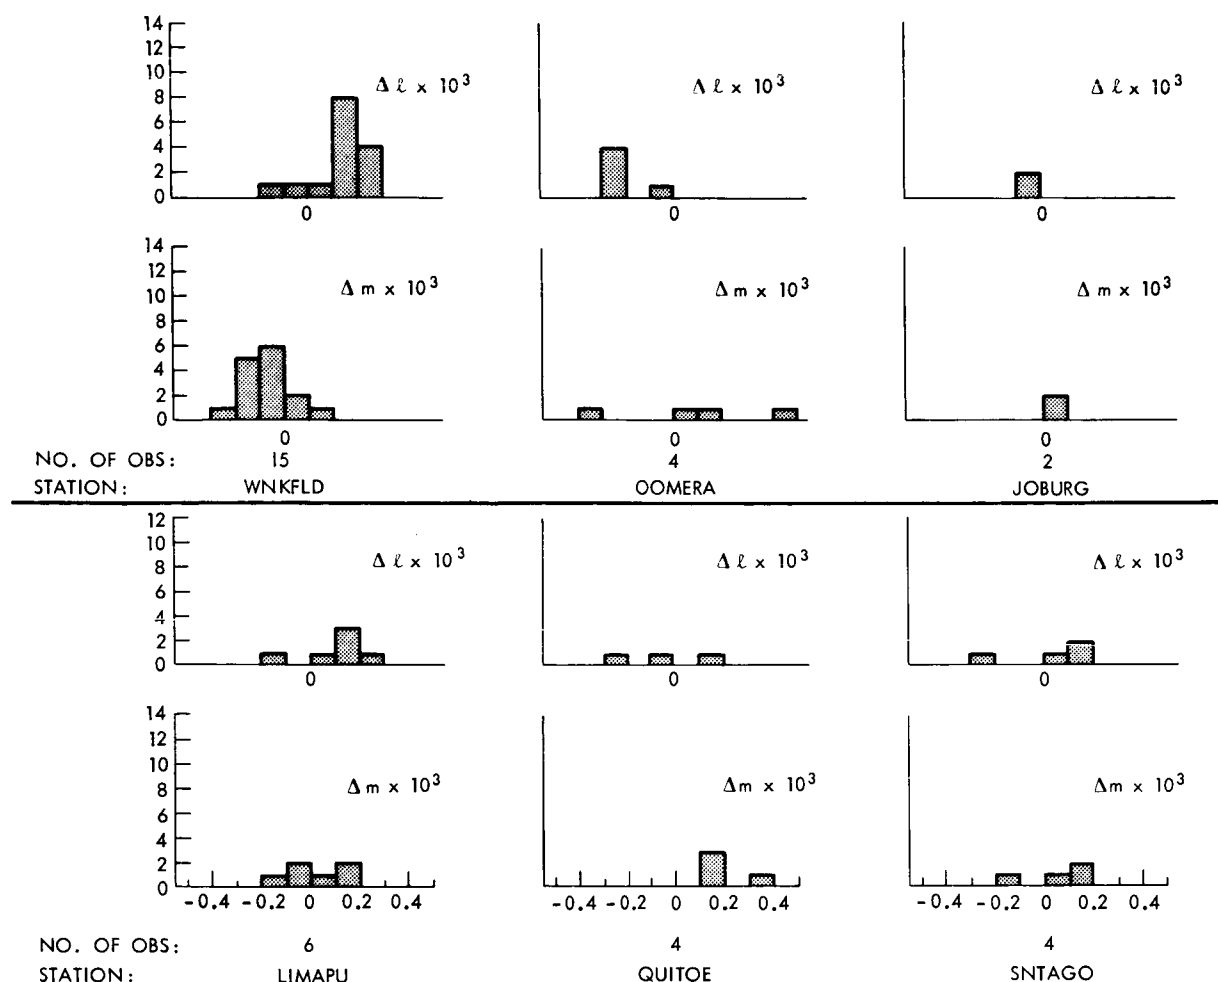 14
12
10
8
6
4
2
0
Δ ℓ × 10³
0
Δ ℓ × 10³
0
Δ ℓ × 10³
0
14
12
10
8
6
4
2
0
Δ m × 10³
0
Δ m × 10³
0
Δ m × 10³
0
NO. OF OBS: 15 4 2
STATION: WNKFLD OOMERA JOBURG
12
10
8
6
4
2
0
Δ ℓ × 10³
0
Δ ℓ × 10³
0
Δ ℓ × 10³
0
14
12
10
8
6
4
2
0
Δ m × 10³
-0.4 -0.2 0 0.2 0.4
Δm × 10³
-0.4 -0.2 0 0.2 0.4
Δm × 10³
-0.4 -0.2 0 0.2 0.4
NO. OF OBS: 6 4 4
STATION: LIMAPU QUITOE SNTAGO